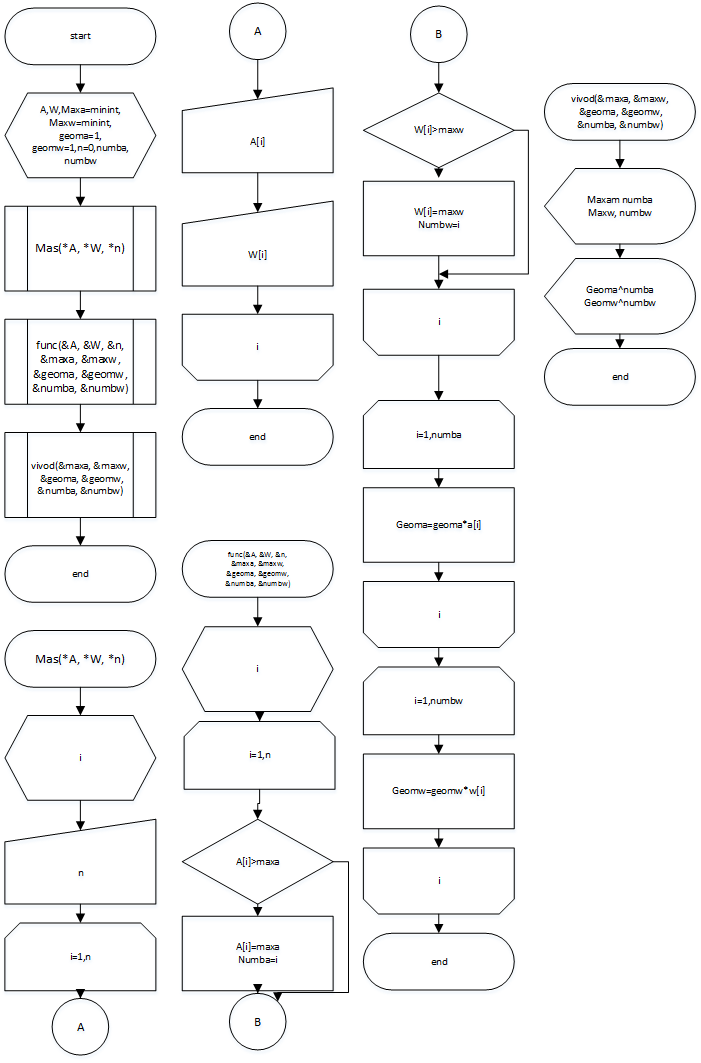 start
A,W,Maxa=minint,
Maxw=minint,
geoma=1,
geomw=1,n=0,numba,
numbw
Mas(*A, *W, *n)
func(&A, &W, &n,
&maxa, &maxw,
&geoma, &geomw,
&numba, &numbw)
vivod(&maxa, &maxw,
&geoma, &geomw,
&numba, &numbw)
end
Mas(*A, *W, *n)
i
n
i=1,n
A
A
A[i]
W[i]
i
end
func(&A, &W, &n,
&maxa, &maxw,
&geoma, &geomw,
&numba, &numbw)
i
i=1,n
A[i]>maxa
A[i]=maxa
Numba=i
B
B
W[i]>maxw
W[i]=maxw
Numbw=i
i
i=1,numba
Geoma=geoma*a[i]
i
i=1,numbw
Geomw=geomw*w[i]
i
end
vivod(&maxa, &maxw,
&geoma, &geomw,
&numba, &numbw)
Maxam numba
Maxw, numbw
Geoma^numba
Geomw^numbw
end